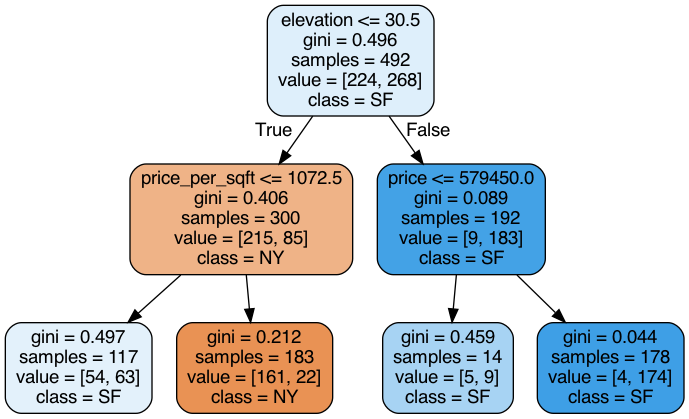 elevation <= 30.5
gini = 0.496
samples = 492
value = [224, 268]
class = SF
True
False
price_per_sqft <= 1072.5
gini = 0.406
samples = 300
value = [215, 85]
class = NY
price <= 579450.0
gini = 0.089
samples = 192
value = [9, 183]
class = SF
gini = 0.497
samples = 117
value = [54, 63]
class = SF
gini = 0.212
samples = 183
value = [161, 22]
class = NY
gini = 0.459
samples = 14
value = [5, 9]
class = SF
gini = 0.044
samples = 178
value = [4, 174]
class = SF